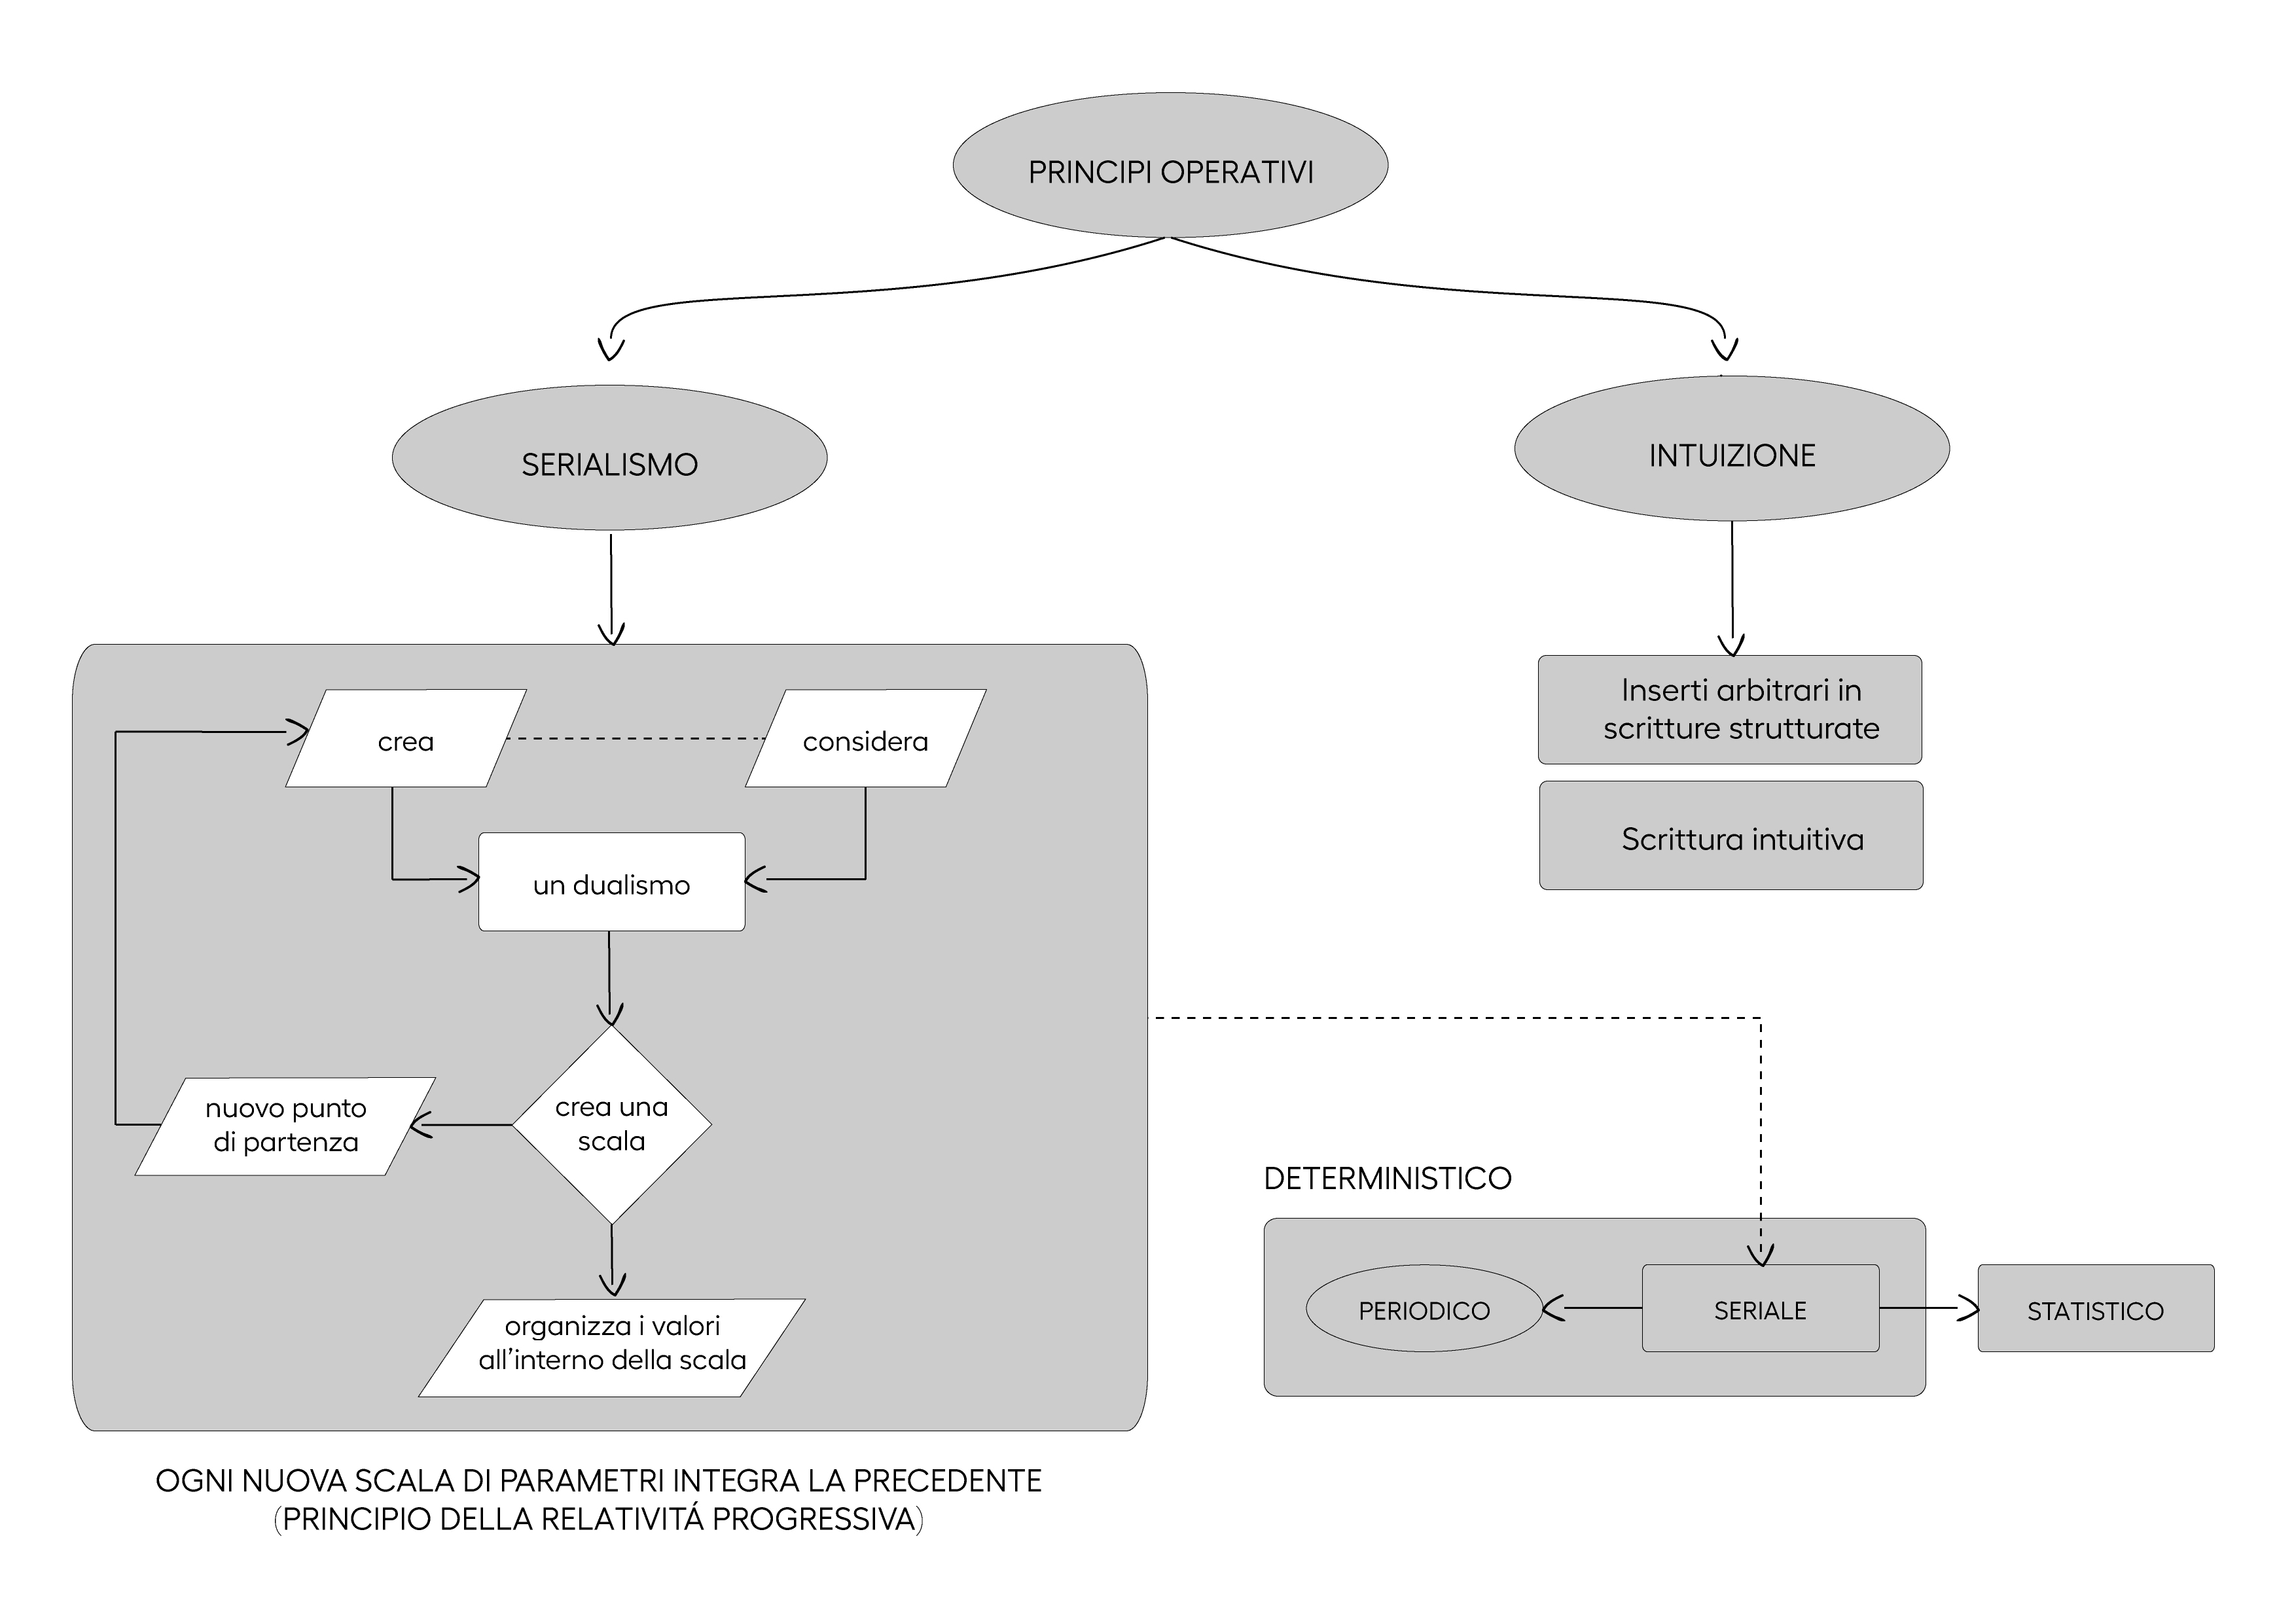 PRINCIPI OPERATIVI
SERIALISMO
INTUIZIONE
crea
considera
un dualismo
crea una
scala
nuovo punto
di partenza
organizza i valori
all'interno della scala
OGNI NUOVA SCALA DI PARAMETRI INTEGRA LA PRECEDENTE
(PRINCIPIO DELLA RELATIVITÁ PROGRESSIVA)
Inserti arbitrari in
scritture strutturate
Scrittura intuitiva
DETERMINISTICO
PERIODICO
SERIALE
STATISTICO